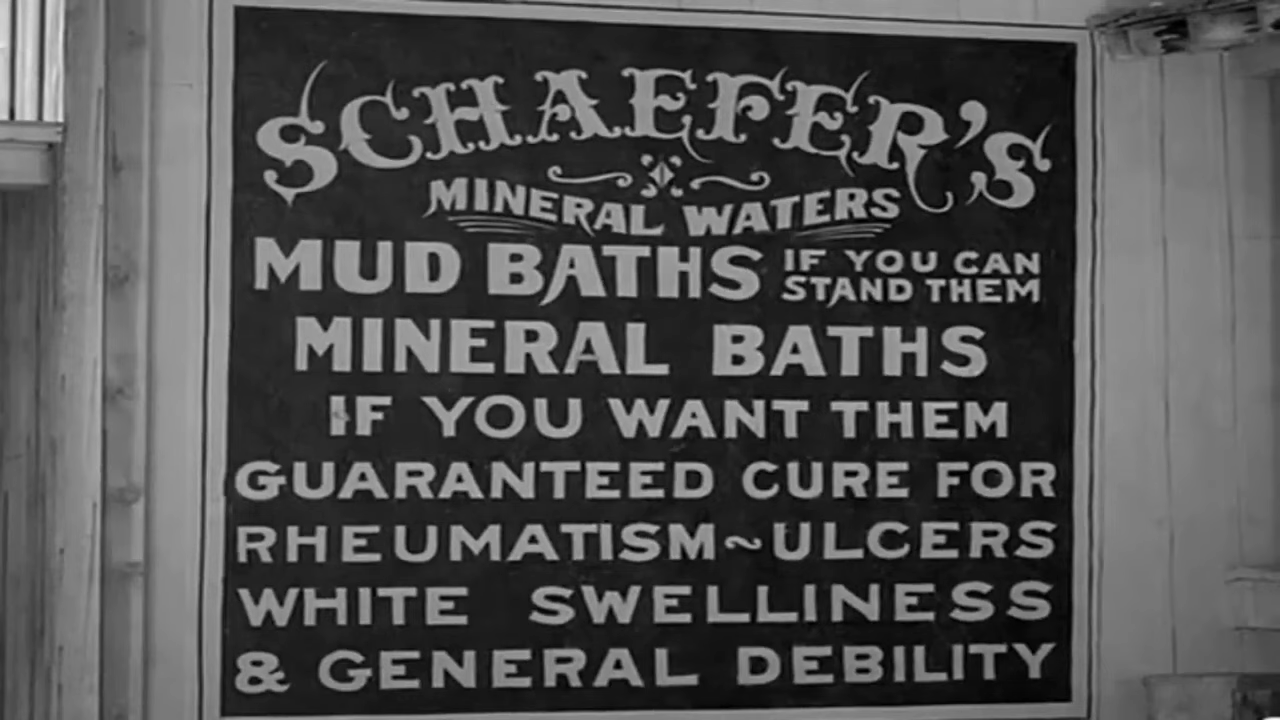 SCHAEFER'S
MINERAL WATERS
MUD BATHS IF YOU CAN
STAND THEM
MINERAL BATHS
IF YOU WANT THEM
GUARANTEED CURE FOR
RHEUMATISM~ULCERS
WHITE SWELLINESS
& GENERAL DEBILITY